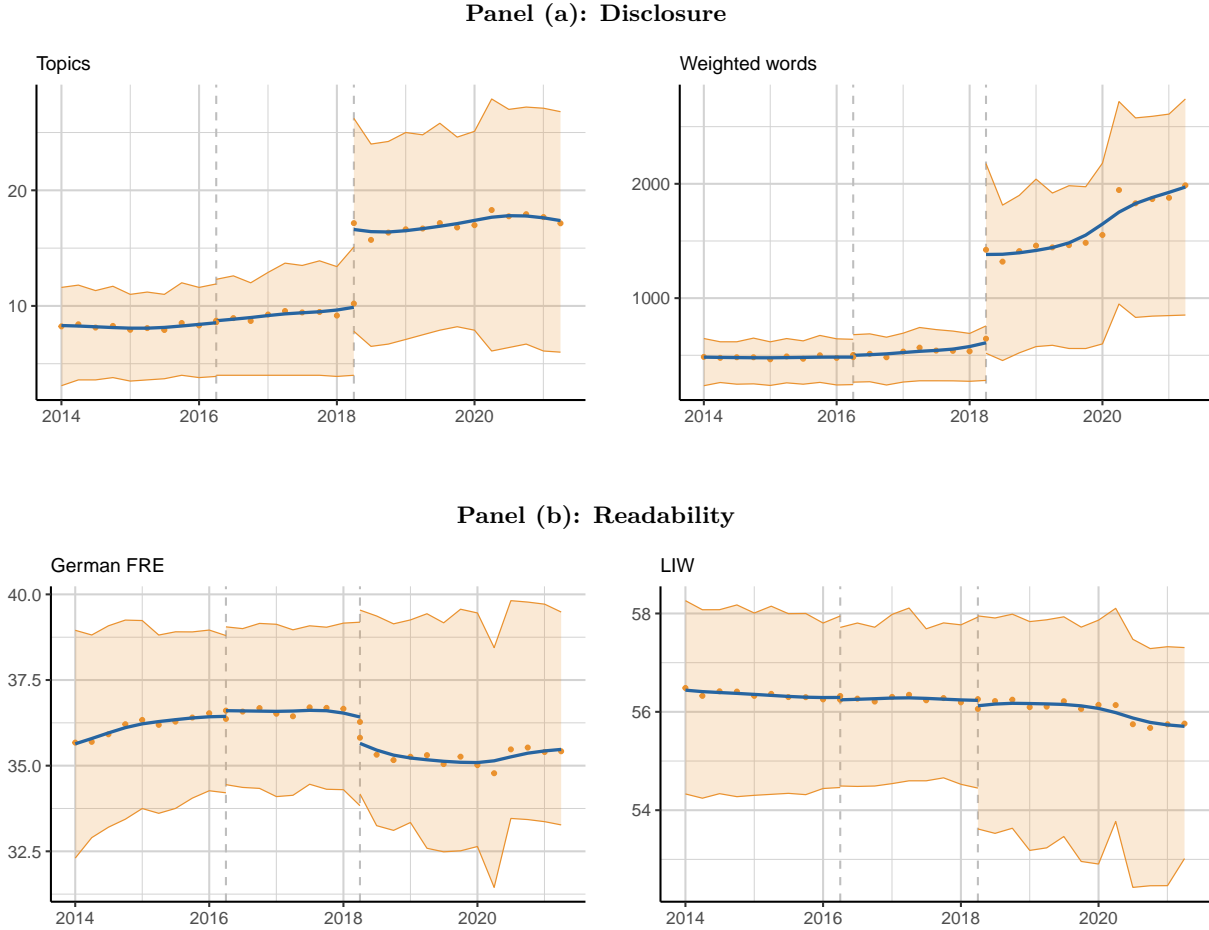 Panel (a): Disclosure
Topics
20
10
2014 2016 2018 2020
Weighted words
2000
1000
2014 2016 2018 2020
Panel (b): Readability
German FRE
40.0
37.5
35.0
32.5
2014 2016 2018 2020
LIW
58
56
54
2014 2016 2018 2020